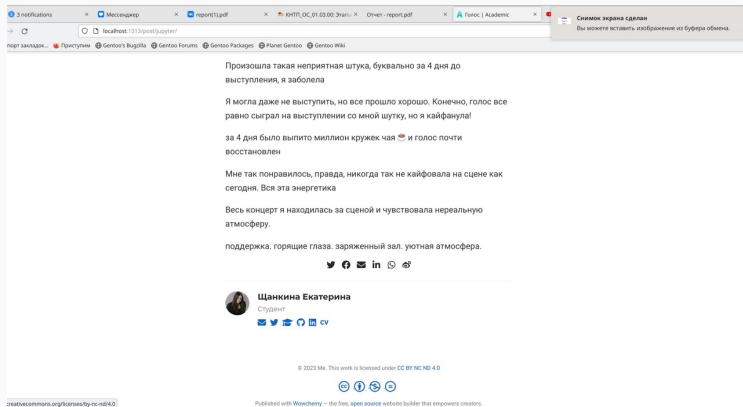 3 notifications
Мессенджер
report(1).pdf
КНТП_ОС_01.03.00: Этапы
Отчет - report.pdf
Голос | Academic
Снимок экрана сделан
Вы можете вставить изображение из буфера обмена.
localhost:1313/post/jupyter/
порт закладок...
Приступим
Gentoo's Bugzilla
Gentoo Forums
Gentoo Packages
Planet Gentoo
Gentoo Wiki
Произошла такая неприятная штука, буквально за 4 дня до
выступления, я заболела
Я могла даже не выступить, но все прошло хорошо. Конечно, голос все
равно сыграл на выступлении со мной шутку, но я кайфанула!
за 4 дня было выпито миллион кружек чая ☕ и голос почти
восстановлен
Мне так понравилось, правда, никогда так не кайфовала на сцене как
сегодня. Вся эта энергетика
Весь концерт я находилась за сценой и чувствовала нереальную
атмосферу.
поддержка. горящие глаза. заряженный зал. уютная атмосфера.
Щанкина Екатерина
Студент
CV
© 2023 Me. This work is licensed under CC BY NC ND 4.0
Published with Wowchemy — the free, open source website builder that empowers creators.
creativecommons.org/licenses/by-nc-nd/4.0